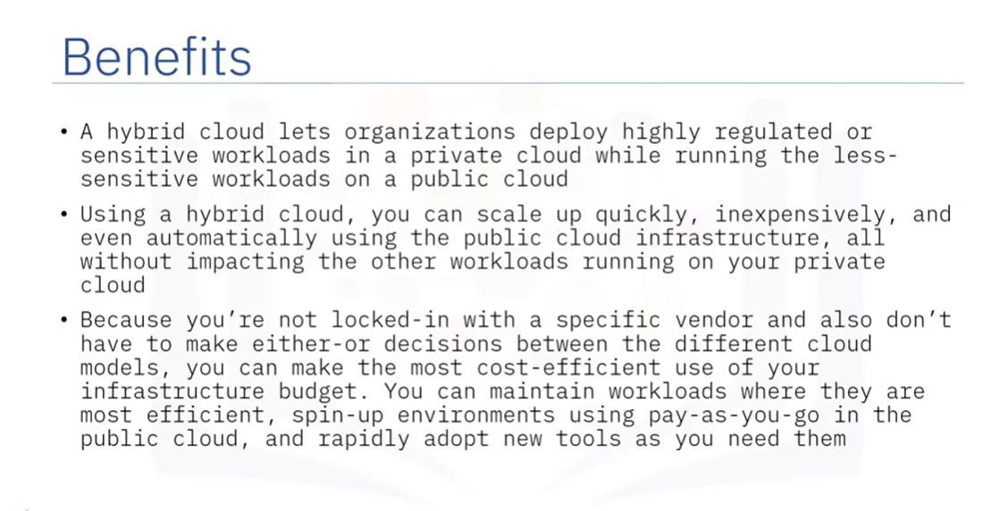 Benefits
• A hybrid cloud lets organizations deploy highly regulated or
sensitive workloads in a private cloud while running the less-
sensitive workloads on a public cloud
• Using a hybrid cloud, you can scale up quickly, inexpensively, and
even automatically using the public cloud infrastructure, all
without impacting the other workloads running on your private
cloud
• Because you’re not locked-in with a specific vendor and also don’t
have to make either-or decisions between the different cloud
models, you can make the most cost-efficient use of your
infrastructure budget. You can maintain workloads where they are
most efficient, spin-up environments using pay-as-you-go in the
public cloud, and rapidly adopt new tools as you need them